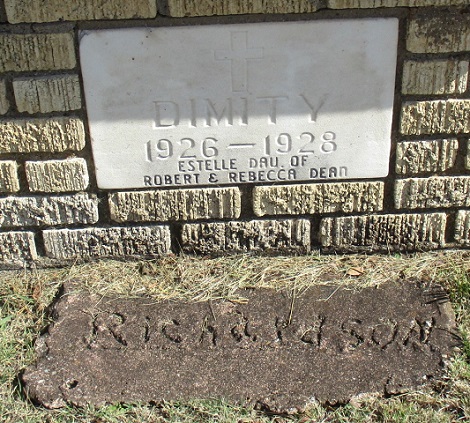 DIMITY
1926 — 1928
ESTELLE DAU. OF
ROBERT & REBECCA DEAN
Richardson